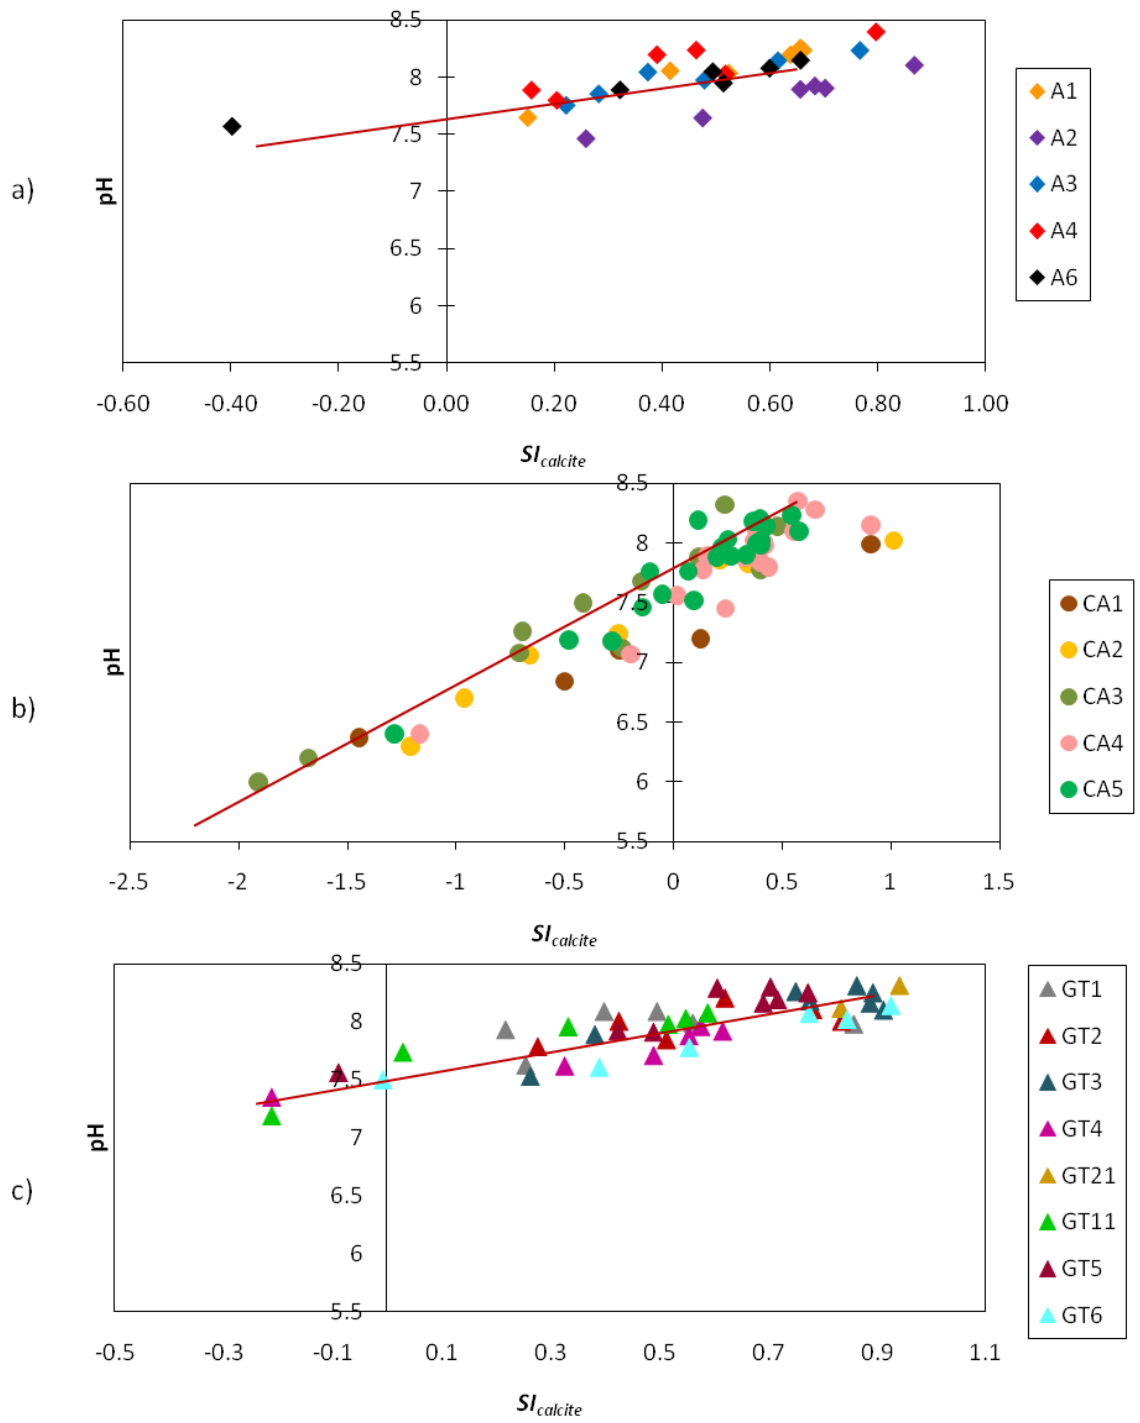 a)
pH
8.5
8
7.5
7
6.5
6
5.5
-0.60 -0.40 -0.20 0.00 0.20 0.40 0.60 0.80 1.00
SIcalcite
A1
A2
A3
A4
A6
b)
pH
8.5
8
7.5
7
6.5
6
5.5
-2.5 -2 -1.5 -1 -0.5 0 0.5 1 1.5
SIcalcite
CA1
CA2
CA3
CA4
CA5
c)
pH
8.5
8
7.5
7
6.5
6
5.5
-0.5 -0.3 -0.1 0.1 0.3 0.5 0.7 0.9 1.1
SIcalcite
GT1
GT2
GT3
GT4
GT21
GT11
GT5
GT6